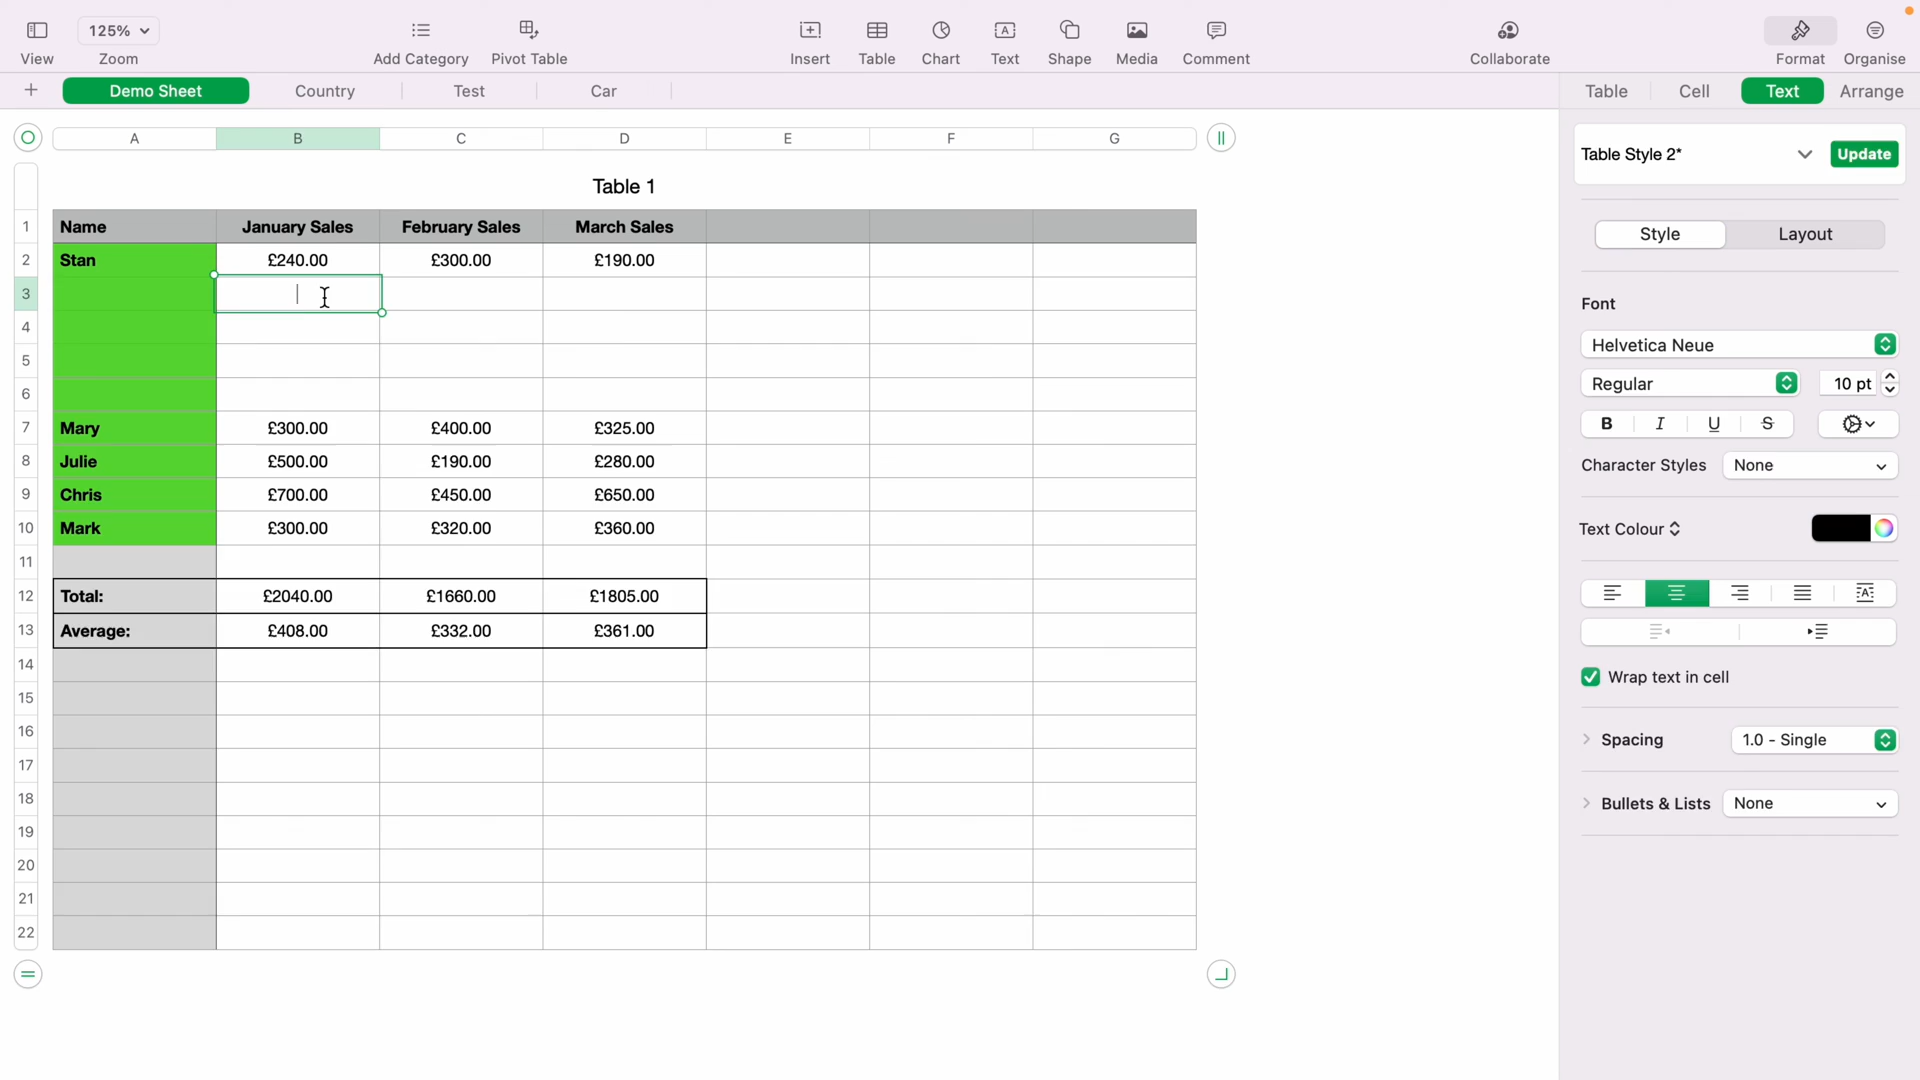 125%
View Zoom Add Category Pivot Table Insert Table Chart Text Shape Media Comment Collaborate Format Organise
Demo Sheet Country Test Car
Table Cell Text Arrange
A B C D E F G
Table Style 2* Update
Table 1
1 Name January Sales February Sales March Sales
2 Stan £240.00 £300.00 £190.00
3
4
5
6
7 Mary £300.00 £400.00 £325.00
8 Julie £500.00 £190.00 £280.00
9 Chris £700.00 £450.00 £650.00
10 Mark £300.00 £320.00 £360.00
11
12 Total: £2040.00 £1660.00 £1805.00
13 Average: £408.00 £332.00 £361.00
14
15
16
17
18
19
20
21
22
Style Layout
Font
Helvetica Neue
Regular 10 pt
B I U S
Character Styles None
Text Colour
A
Wrap text in cell
Spacing 1.0 - Single
Bullets & Lists None